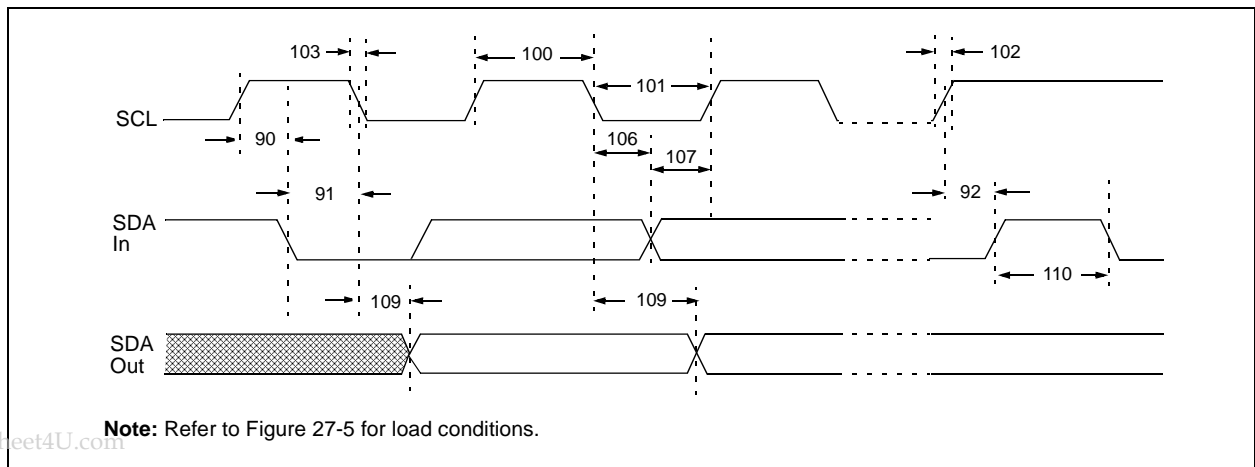 103
100
102
101
SCL
90
106
107
91
92
SDA
In
110
109
109
SDA
Out
Note: Refer to Figure 27-5 for load conditions.
heet4U.com